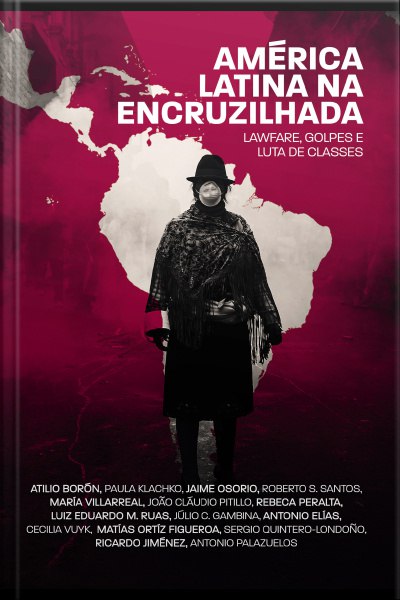 AMÉRICA
LATINA NA
ENCRUZILHADA
LAWFARE, GOLPES E
LUTA DE CLASSES
ATILIO BORÓN, PAULA KLACHKO, JAIME OSORIO, ROBERTO S. SANTOS,
MARÍA VILLARREAL, JOÃO CLÁUDIO PITILLO, REBECA PERALTA,
LUIZ EDUARDO M. RUAS, JÚLIO C. GAMBINA, ANTONIO ELÍAS,
CECILIA VUYK, MATÍAS ORTÍZ FIGUEROA, SERGIO QUINTERO-LONDOÑO,
RICARDO JIMÉNEZ, ANTONIO PALAZUELOS